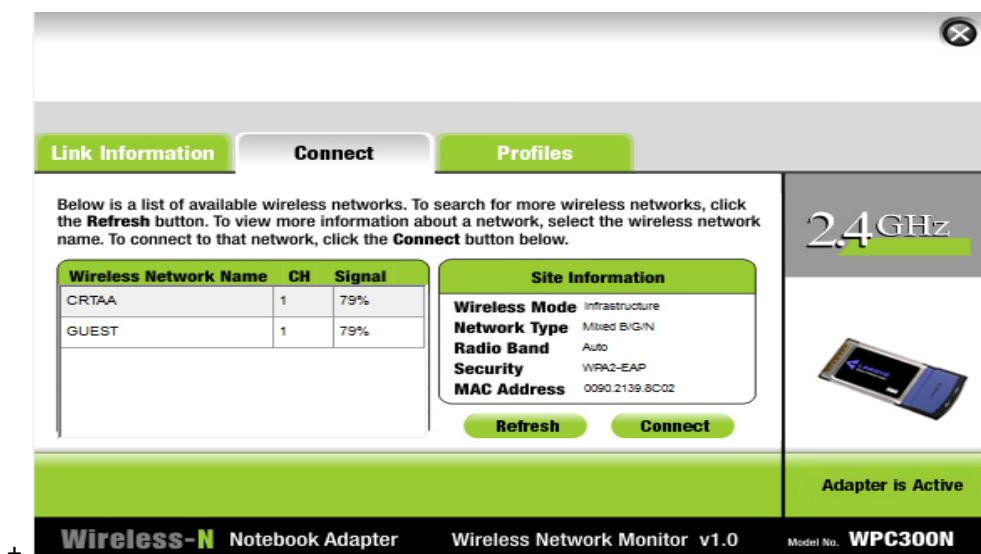 Link Information
Connect
Profiles
Below is a list of available wireless networks. To search for more wireless networks, click
the Refresh button. To view more information about a network, select the wireless network
name. To connect to that network, click the Connect button below.
2.4GHz
Wireless Network Name CH Signal
CRTAA 1 79%
GUEST 1 79%
Site Information
Wireless Mode Infrastructure
Network Type Mixed B/G/N
Radio Band Auto
Security WPA2-EAP
MAC Address 0090.2139.8C02
Refresh
Connect
LINKSYS
Adapter is Active
+
Wireless-N Notebook Adapter Wireless Network Monitor v1.0 Model No. WPC300N